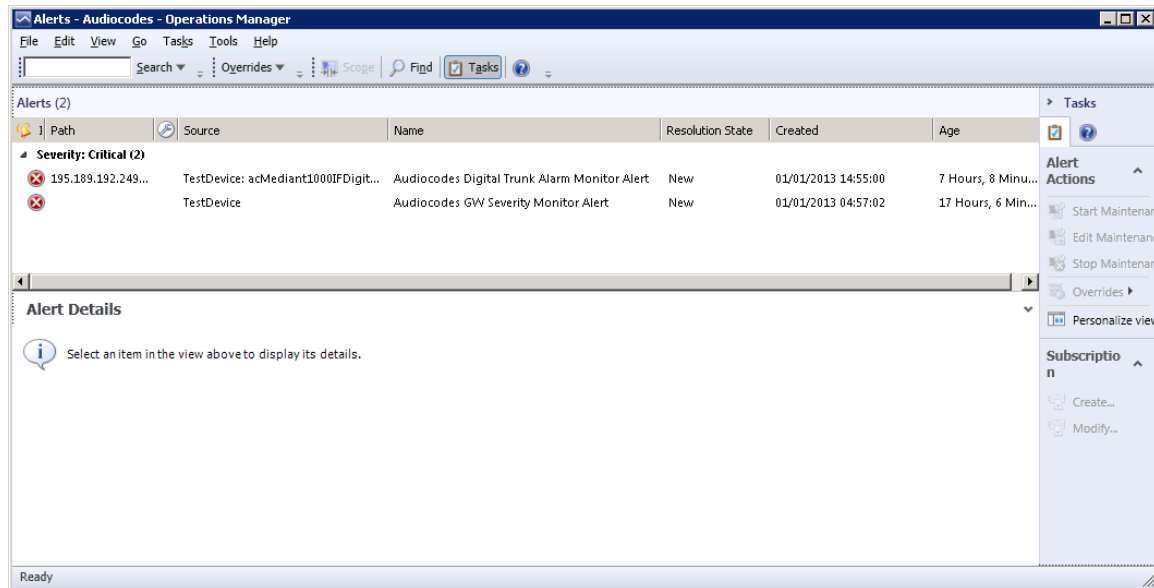 Alerts - Audiocodes - Operations Manager
File Edit View Go Tasks Tools Help
Search Overrides Scope Find Tasks
Alerts (2)
Path Source Name Resolution State Created Age
Severity: Critical (2)
195.189.192.249... TestDevice: acMediant1000IFDigit... Audiocodes Digital Trunk Alarm Monitor Alert New 01/01/2013 14:55:00 7 Hours, 8 Minu...
TestDevice Audiocodes GW Severity Monitor Alert New 01/01/2013 04:57:02 17 Hours, 6 Min...
Alert Details
Select an item in the view above to display its details.
Tasks
Alert
Actions
Start Maintenan
Edit Maintenan
Stop Maintenan
Overrides
Personalize view
Subscriptio
n
Create...
Modify...
Ready